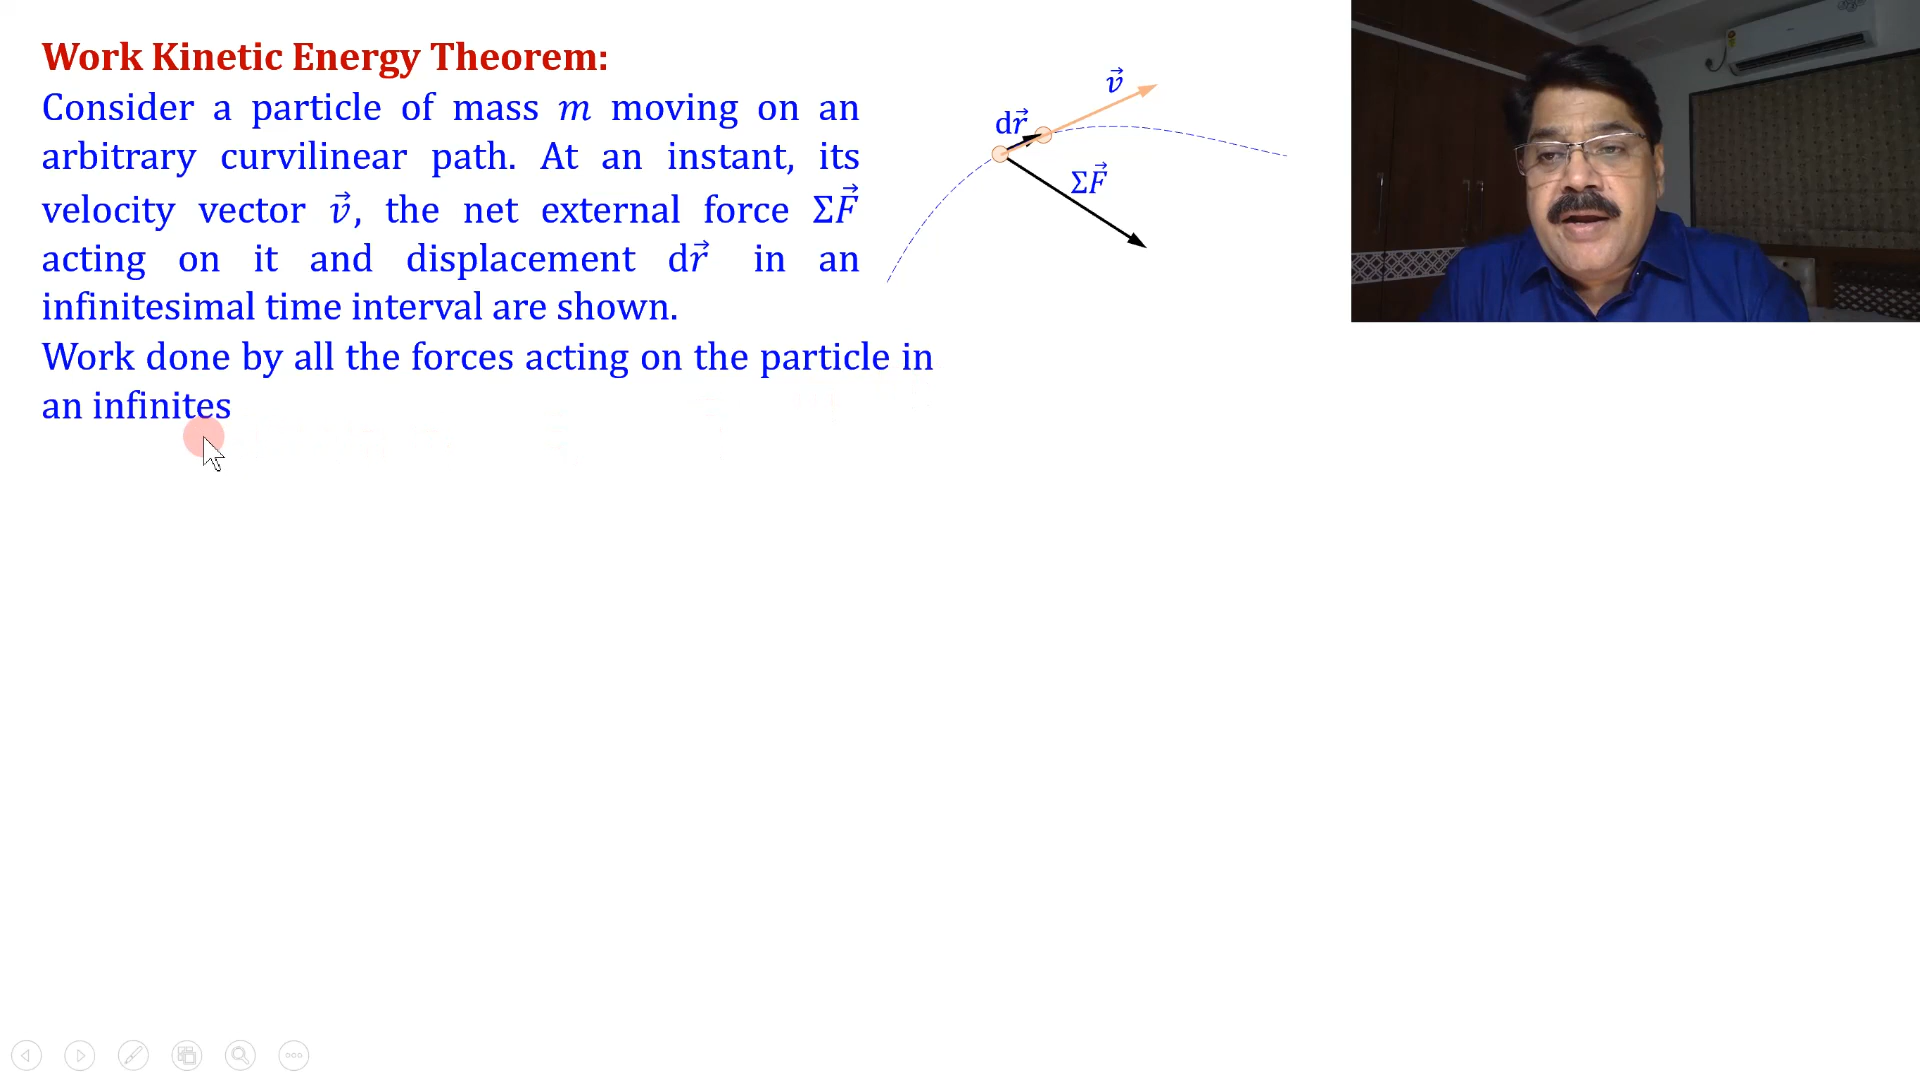 Work Kinetic Energy Theorem:
Consider a particle of mass m moving on an
arbitrary curvilinear path. At an instant, its
velocity vector v⃗, the net external force ΣF⃗
acting on it and displacement dr⃗ in an
infinitesimal time interval are shown.
Work done by all the forces acting on the particle in
an infinites
v⃗
dr⃗
ΣF⃗